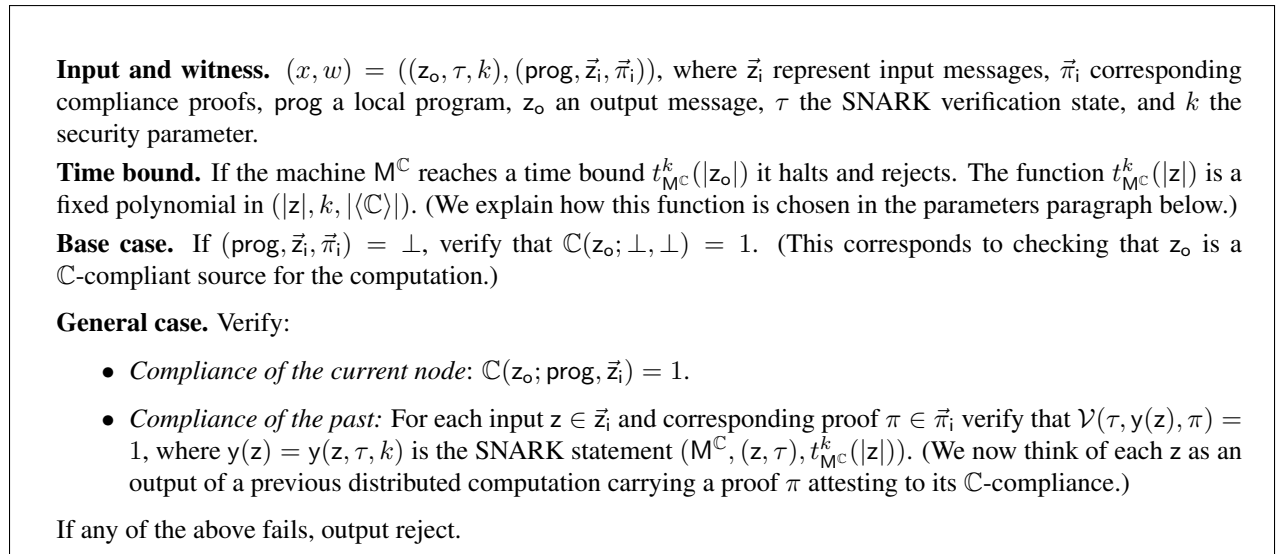 Input and witness. (x, w) = ((z_o, τ, k), (prog, z⃗_i, π⃗_i)), where z⃗_i represent input messages, π⃗_i corresponding
compliance proofs, prog a local program, z_o an output message, τ the SNARK verification state, and k the
security parameter.
Time bound. If the machine M^ℂ reaches a time bound t^k_{M^ℂ}(|z_o|) it halts and rejects. The function t^k_{M^ℂ}(|z|) is a
fixed polynomial in (|z|, k, |⟨ℂ⟩|). (We explain how this function is chosen in the parameters paragraph below.)
Base case. If (prog, z⃗_i, π⃗_i) = ⊥, verify that ℂ(z_o; ⊥, ⊥) = 1. (This corresponds to checking that z_o is a
ℂ-compliant source for the computation.)
General case. Verify:
• Compliance of the current node: ℂ(z_o; prog, z⃗_i) = 1.
• Compliance of the past: For each input z ∈ z⃗_i and corresponding proof π ∈ π⃗_i verify that 𝒱(τ, y(z), π) =
1, where y(z) = y(z, τ, k) is the SNARK statement (M^ℂ, (z, τ), t^k_{M^ℂ}(|z|)). (We now think of each z as an
output of a previous distributed computation carrying a proof π attesting to its ℂ-compliance.)
If any of the above fails, output reject.